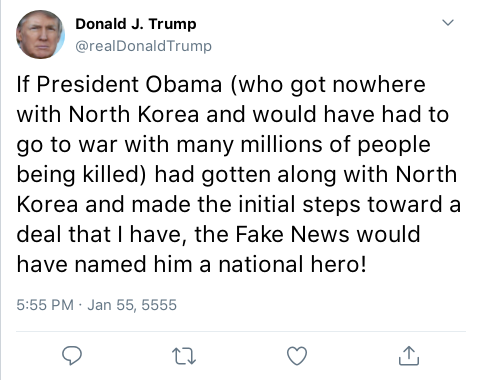 Donald J. Trump
@realDonaldTrump
If President Obama (who got nowhere
with North Korea and would have had to
go to war with many millions of people
being killed) had gotten along with North
Korea and made the initial steps toward a
deal that I have, the Fake News would
have named him a national hero!
5:55 PM · Jan 55, 5555